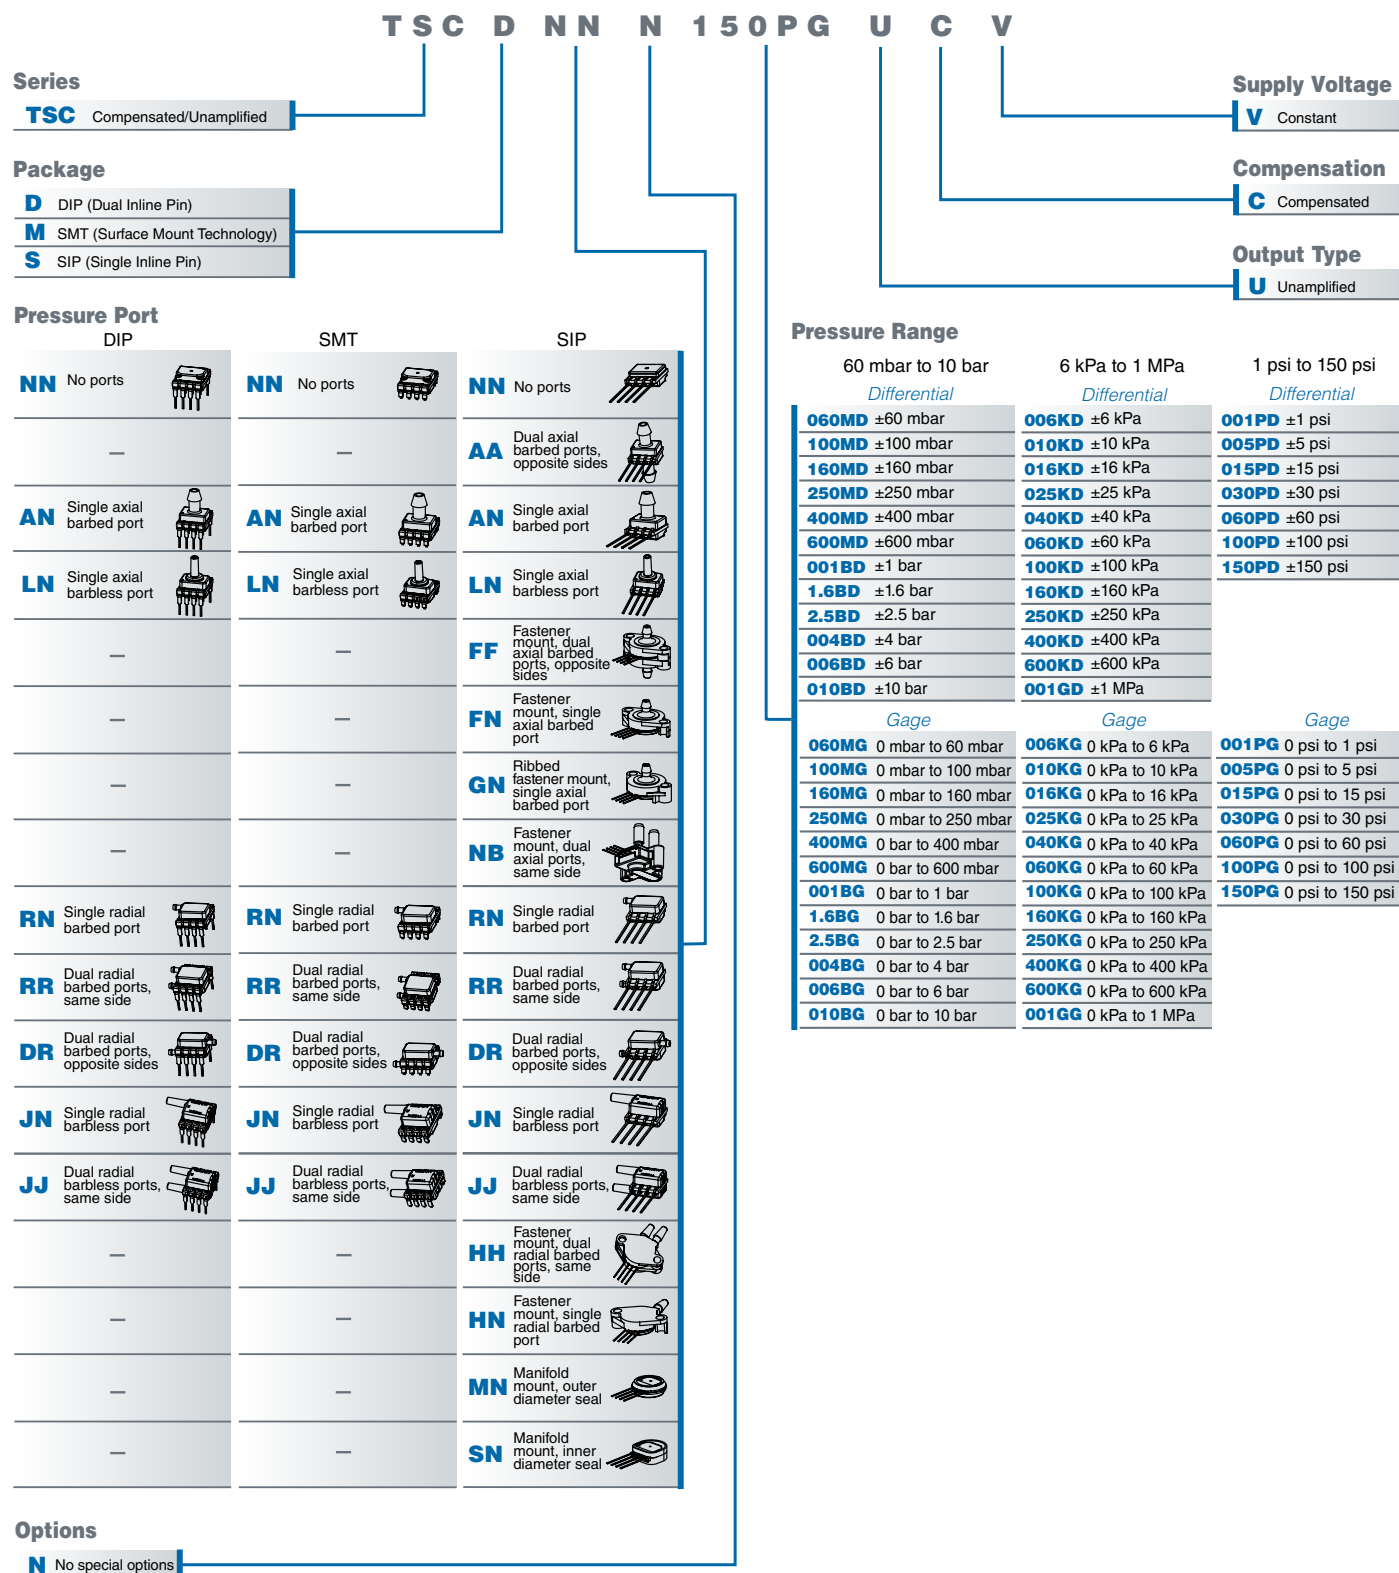 TSC D NN N 150PG U C V
Series
TSC Compensated/Unamplified
Package
D DIP (Dual Inline Pin)
M SMT (Surface Mount Technology)
S SIP (Single Inline Pin)
Supply Voltage
V Constant
Compensation
C Compensated
Output Type
U Unamplified
Pressure Port
DIP SMT SIP
NN No ports NN No ports NN No ports
– – AA Dual axial
barbed ports,
opposite sides
AN Single axial
barbed port
AN Single axial
barbed port
AN Single axial
barbed port
LN Single axial
barbless port
LN Single axial
barbless port
LN Single axial
barbless port
– – FF Fastener
mount, dual
axial barbed
ports, opposite
sides
– – FN Fastener
mount, single
axial barbed
port
– – GN Ribbed
fastener mount,
single axial
barbed port
– – NB Fastener
mount, dual
axial ports,
same side
RN Single radial
barbed port
RN Single radial
barbed port
RN Single radial
barbed port
RR Dual radial
barbed ports,
same side
RR Dual radial
barbed ports,
same side
RR Dual radial
barbed ports,
same side
DR Dual radial
barbed ports,
opposite sides
DR Dual radial
barbed ports,
opposite sides
DR Dual radial
barbed ports,
opposite sides
JN Single radial
barbless port
JN Single radial
barbless port
JN Single radial
barbless port
JJ Dual radial
barbless ports,
same side
JJ Dual radial
barbless ports,
same side
JJ Dual radial
barbless ports,
same side
– – HH Fastener
mount, dual
radial barbed
ports, same
side
– – HN Fastener
mount, single
radial barbed
port
– – MN Manifold
mount, outer
diameter seal
– – SN Manifold
mount, inner
diameter seal
Options
N No special options
Pressure Range
60 mbar to 10 bar 6 kPa to 1 MPa 1 psi to 150 psi
Differential Differential Differential
060MD ±60 mbar 006KD ±6 kPa 001PD ±1 psi
100MD ±100 mbar 010KD ±10 kPa 005PD ±5 psi
160MD ±160 mbar 016KD ±16 kPa 015PD ±15 psi
250MD ±250 mbar 025KD ±25 kPa 030PD ±30 psi
400MD ±400 mbar 040KD ±40 kPa 060PD ±60 psi
600MD ±600 mbar 060KD ±60 kPa 100PD ±100 psi
001BD ±1 bar 100KD ±100 kPa 150PD ±150 psi
1.6BD ±1.6 bar 160KD ±160 kPa
2.5BD ±2.5 bar 250KD ±250 kPa
004BD ±4 bar 400KD ±400 kPa
006BD ±6 bar 600KD ±600 kPa
010BD ±10 bar 001GD ±1 MPa
Gage Gage Gage
060MG 0 mbar to 60 mbar 006KG 0 kPa to 6 kPa 001PG 0 psi to 1 psi
100MG 0 mbar to 100 mbar 010KG 0 kPa to 10 kPa 005PG 0 psi to 5 psi
160MG 0 mbar to 160 mbar 016KG 0 kPa to 16 kPa 015PG 0 psi to 15 psi
250MG 0 mbar to 250 mbar 025KG 0 kPa to 25 kPa 030PG 0 psi to 30 psi
400MG 0 bar to 400 mbar 040KG 0 kPa to 40 kPa 060PG 0 psi to 60 psi
600MG 0 bar to 600 mbar 060KG 0 kPa to 60 kPa 100PG 0 psi to 100 psi
001BG 0 bar to 1 bar 100KG 0 kPa to 100 kPa 150PG 0 psi to 150 psi
1.6BG 0 bar to 1.6 bar 160KG 0 kPa to 160 kPa
2.5BG 0 bar to 2.5 bar 250KG 0 kPa to 250 kPa
004BG 0 bar to 4 bar 400KG 0 kPa to 400 kPa
006BG 0 bar to 6 bar 600KG 0 kPa to 600 kPa
010BG 0 bar to 10 bar 001GG 0 kPa to 1 MPa